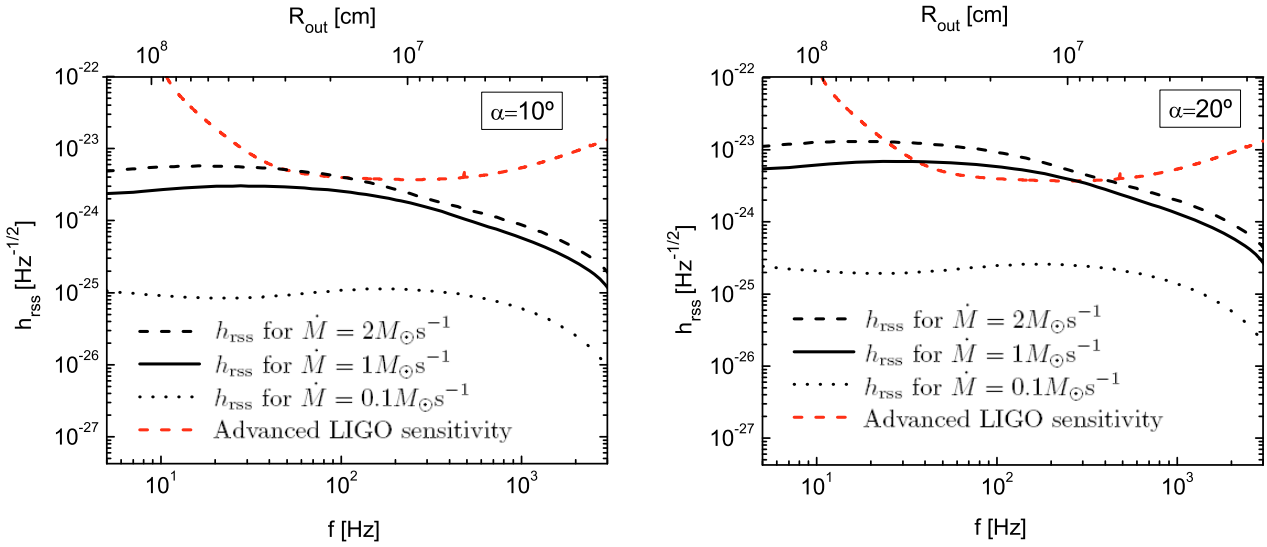 R_out [cm]
10^8 10^7
α=10º
10^-22
10^-23
10^-24
10^-25
10^-26
10^-27
h_rss [Hz^-1/2]
h_rss for Ṁ = 2M_⊙s^-1
h_rss for Ṁ = 1M_⊙s^-1
h_rss for Ṁ = 0.1M_⊙s^-1
Advanced LIGO sensitivity
10^1 10^2 10^3
f [Hz]
R_out [cm]
10^8 10^7
α=20º
10^-22
10^-23
10^-24
10^-25
10^-26
10^-27
h_rss [Hz^-1/2]
h_rss for Ṁ = 2M_⊙s^-1
h_rss for Ṁ = 1M_⊙s^-1
h_rss for Ṁ = 0.1M_⊙s^-1
Advanced LIGO sensitivity
10^1 10^2 10^3
f [Hz]